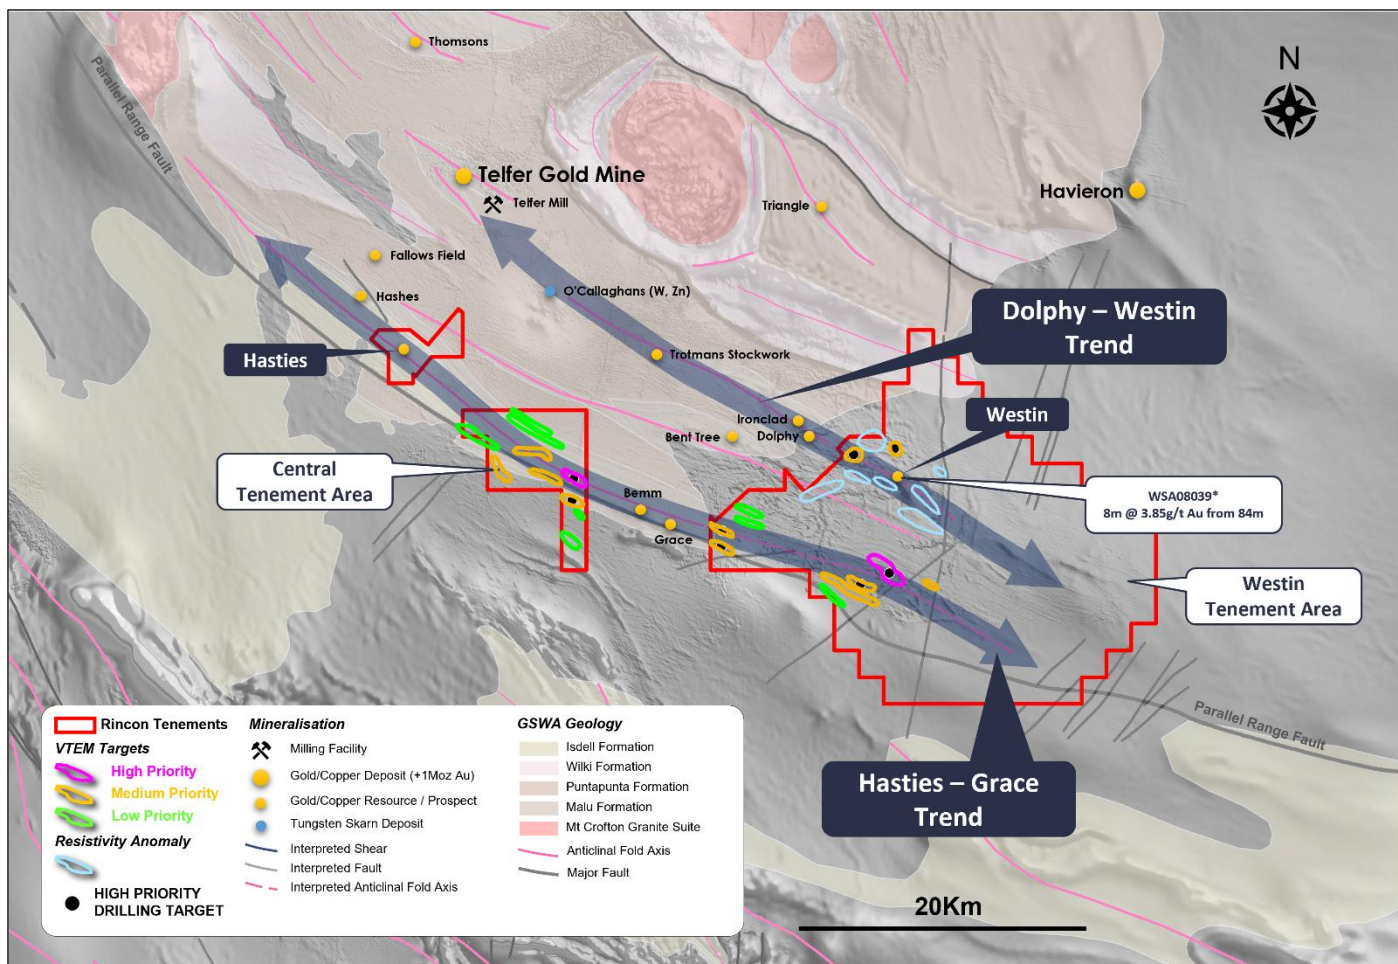 Thomsons
N
Parallel Range Fault
Telfer Gold Mine
Telfer Mill
Havieron
Triangle
Fallows Field
Hashes
O'Callaghans (W, Zn)
Dolphy – Westin
Trend
Hasties
Trotmans Stockwork
Westin
Ironclad
Bent Tree
Dolphy
Central
Tenement Area
WSA08039*
8m @ 3.85g/t Au from 84m
Bemm
Grace
Westin
Tenement Area
Parallel Range Fault
Hasties – Grace
Trend
20Km
Rincon Tenements
VTEM Targets
High Priority
Medium Priority
Low Priority
Resistivity Anomaly
HIGH PRIORITY
DRILLING TARGET
Mineralisation
Milling Facility
Gold/Copper Deposit (+1Moz Au)
Gold/Copper Resource / Prospect
Tungsten Skarn Deposit
Interpreted Shear
Interpreted Fault
Interpreted Anticlinal Fold Axis
GSWA Geology
Isdell Formation
Wilki Formation
Puntapunta Formation
Malu Formation
Mt Crofton Granite Suite
Anticlinal Fold Axis
Major Fault